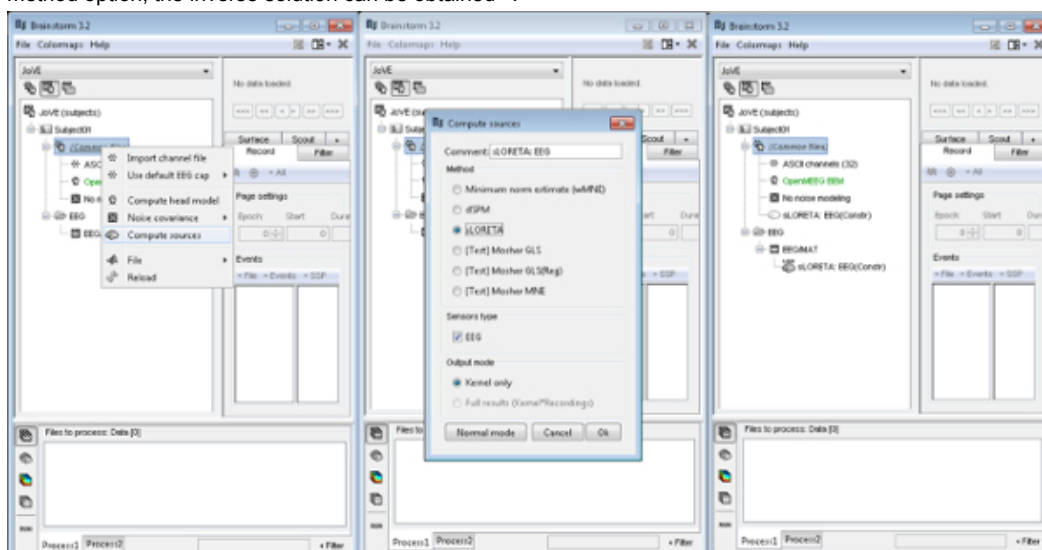 method option, the inverse solution can be obtained
Brainstorm 3.2
File Colormaps Help
JoVE
No data loaded.
JoVE (subjects)
Subject01
(Common files)
Import channel file
Use default EEG cap
Compute head model
Noise covariance
Compute sources
File
Reload
EEG
Surface Scout +
Record Filter
Page settings
Epoch: Start
Events
File Events SSP
Files to process: Data [0]
Process1 Process2
Filter
Brainstorm 3.2
File Colormaps Help
JoVE
No data loaded.
Compute sources
Comment: sLORETA: EEG
Method
Minimum norm estimate (wMNE)
dSPM
sLORETA
[Test] Mosher GLS
[Test] Mosher GLS(Reg)
[Test] Mosher MNE
Sensors type
EEG
Output mode
Kernel only
Full results (Kernel*Recordings)
Normal mode Cancel Ok
Files to
Process1 Process2
Filter
Brainstorm 3.2
File Colormaps Help
JoVE
No data loaded.
JoVE (subjects)
Subject01
(Common files)
ASCII channels (32)
OpenMEEG BEM
No noise modeling
sLORETA: EEG(Constr)
EEG
EEG/MAT
sLORETA: EEG(Constr)
Surface Scout +
Record Filter
Page settings
Epoch: Start
Events
File Events SSP
Files to process: Data [0]
Process1 Process2
Filter